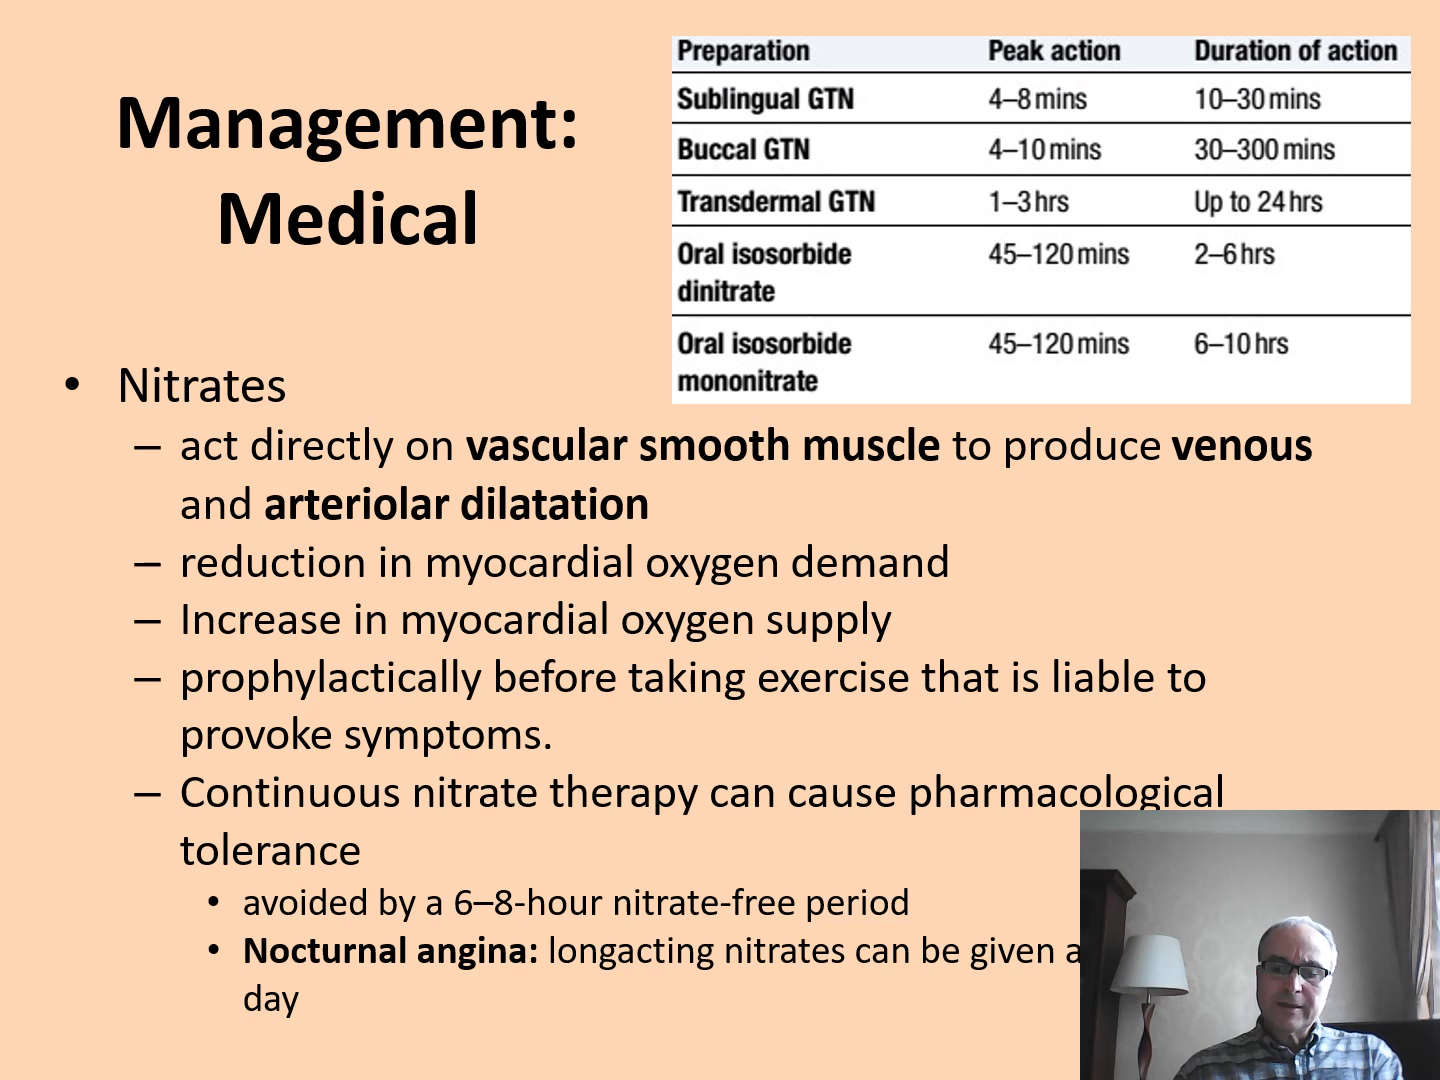 Management:
Medical
Preparation Peak action Duration of action
Sublingual GTN 4–8 mins 10–30 mins
Buccal GTN 4–10 mins 30–300 mins
Transdermal GTN 1–3 hrs Up to 24 hrs
Oral isosorbide 45–120 mins 2–6 hrs
dinitrate
Oral isosorbide 45–120 mins 6–10 hrs
mononitrate
• Nitrates
– act directly on vascular smooth muscle to produce venous
and arteriolar dilatation
– reduction in myocardial oxygen demand
– Increase in myocardial oxygen supply
– prophylactically before taking exercise that is liable to
provoke symptoms.
– Continuous nitrate therapy can cause pharmacological
tolerance
• avoided by a 6–8-hour nitrate-free period
• Nocturnal angina: longacting nitrates can be given
day